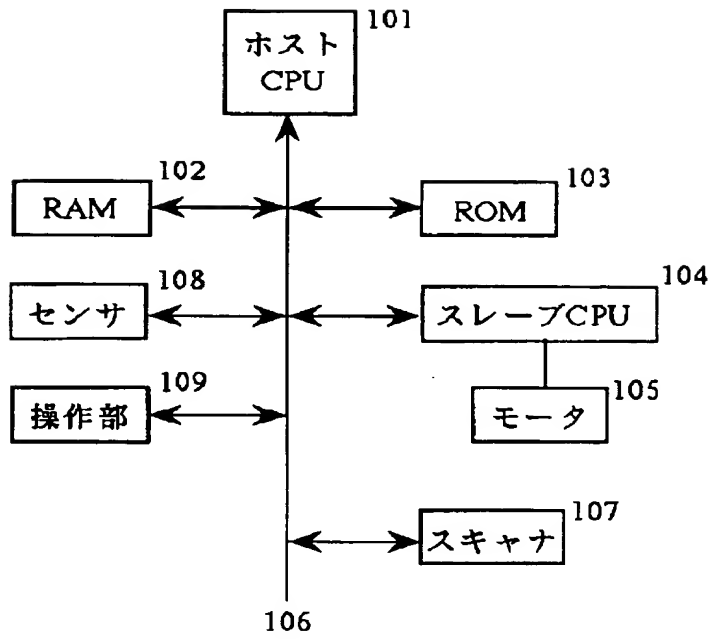 101
ホスト
CPU
102
RAM
103
ROM
108
センサ
104
スレーブCPU
109
操作部
105
モータ
107
スキャナ
106